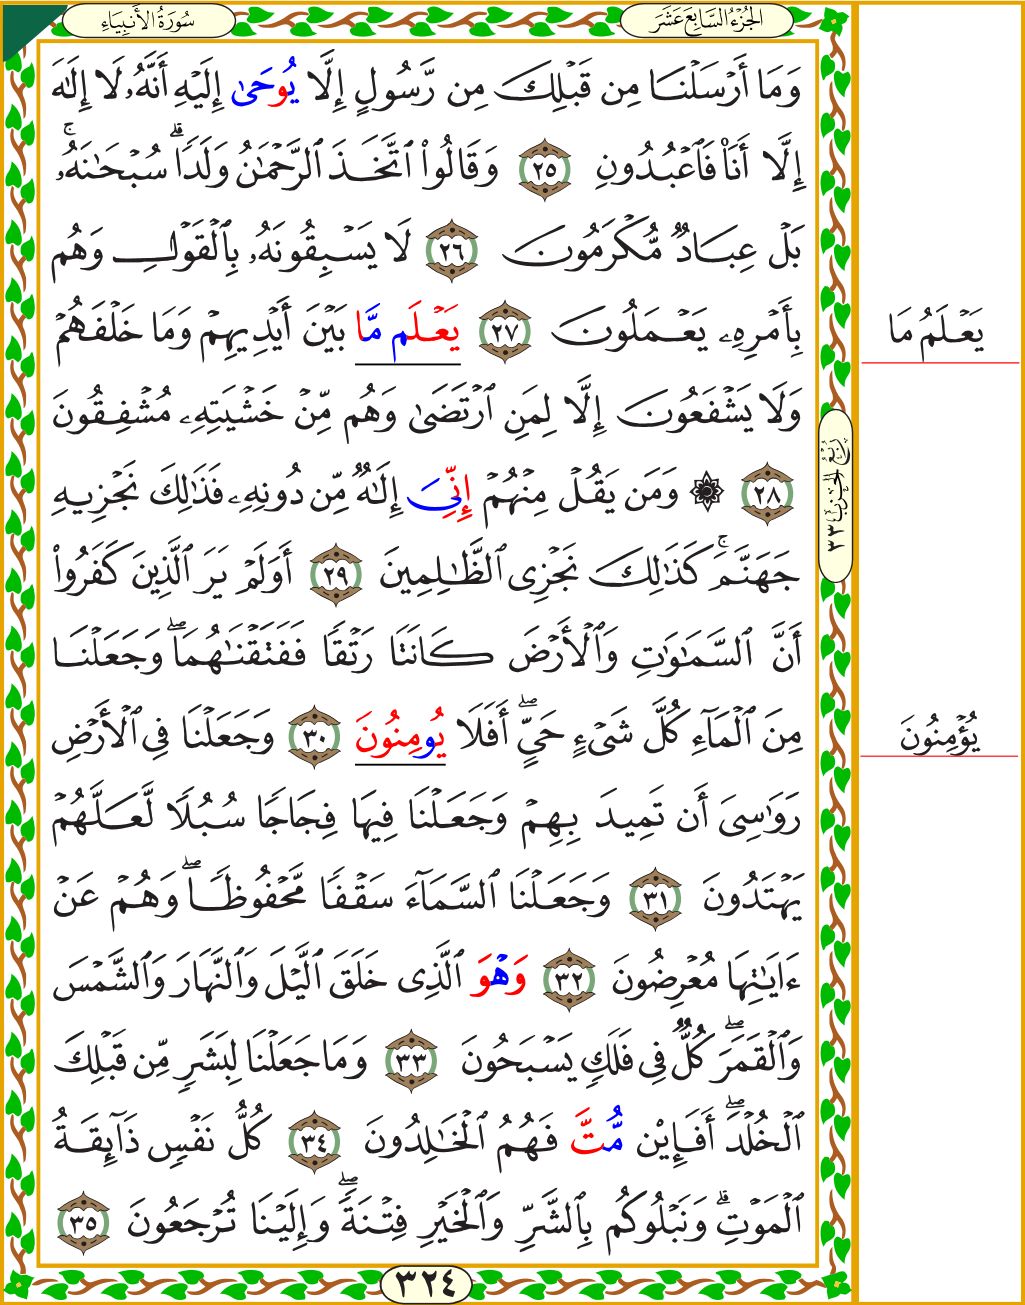 سُورَةُ الأَنبِيَاءِ
الجُزْءُ السَّابِعَ عَشَرَ
وَمَا أَرْسَلْنَا مِن قَبْلِكَ مِن رَّسُولٍ إِلَّا يُوحَىٰ إِلَيْهِ أَنَّهُۥ لَا إِلَٰهَ
إِلَّا أَنَا۠ فَٱعْبُدُونِ ٢٥ وَقَالُوا۟ ٱتَّخَذَ ٱلرَّحْمَٰنُ وَلَدًا ۗ سُبْحَٰنَهُۥ ۚ
بَلْ عِبَادٌ مُّكْرَمُونَ ٢٦ لَا يَسْبِقُونَهُۥ بِٱلْقَوْلِ وَهُم
بِأَمْرِهِۦ يَعْمَلُونَ ٢٧ يَعْلَم مَّا بَيْنَ أَيْدِيهِمْ وَمَا خَلْفَهُمْ
يَعْلَمُ مَا
وَلَا يَشْفَعُونَ إِلَّا لِمَنِ ٱرْتَضَىٰ وَهُم مِّنْ خَشْيَتِهِۦ مُشْفِقُونَ
٢٨ ۞ وَمَن يَقُلْ مِنْهُمْ إِنِّيَ إِلَٰهٌ مِّن دُونِهِۦ فَذَٰلِكَ نَجْزِيهِ
رُبْعُ الحِزْبِ ٣٣
جَهَنَّمَ ۚ كَذَٰلِكَ نَجْزِى ٱلظَّٰلِمِينَ ٢٩ أَوَلَمْ يَرَ ٱلَّذِينَ كَفَرُوا۟
أَنَّ ٱلسَّمَٰوَٰتِ وَٱلْأَرْضَ كَانَتَا رَتْقًا فَفَتَقْنَٰهُمَا ۖ وَجَعَلْنَا
مِنَ ٱلْمَآءِ كُلَّ شَىْءٍ حَىٍّ ۖ أَفَلَا يُومِنُونَ ٣٠ وَجَعَلْنَا فِى ٱلْأَرْضِ
يُؤْمِنُونَ
رَوَٰسِىَ أَن تَمِيدَ بِهِمْ وَجَعَلْنَا فِيهَا فِجَاجًا سُبُلًا لَّعَلَّهُمْ
يَهْتَدُونَ ٣١ وَجَعَلْنَا ٱلسَّمَآءَ سَقْفًا مَّحْفُوظًا ۖ وَهُمْ عَنْ
ءَايَٰتِهَا مُعْرِضُونَ ٣٢ وَهْوَ ٱلَّذِى خَلَقَ ٱلَّيْلَ وَٱلنَّهَارَ وَٱلشَّمْسَ
وَٱلْقَمَرَ ۖ كُلٌّ فِى فَلَكٍ يَسْبَحُونَ ٣٣ وَمَا جَعَلْنَا لِبَشَرٍ مِّن قَبْلِكَ
ٱلْخُلْدَ ۖ أَفَإِي۟ن مُّتَّ فَهُمُ ٱلْخَٰلِدُونَ ٣٤ كُلُّ نَفْسٍ ذَآئِقَةُ
ٱلْمَوْتِ ۗ وَنَبْلُوكُم بِٱلشَّرِّ وَٱلْخَيْرِ فِتْنَةً ۖ وَإِلَيْنَا تُرْجَعُونَ ٣٥
٣٢٤